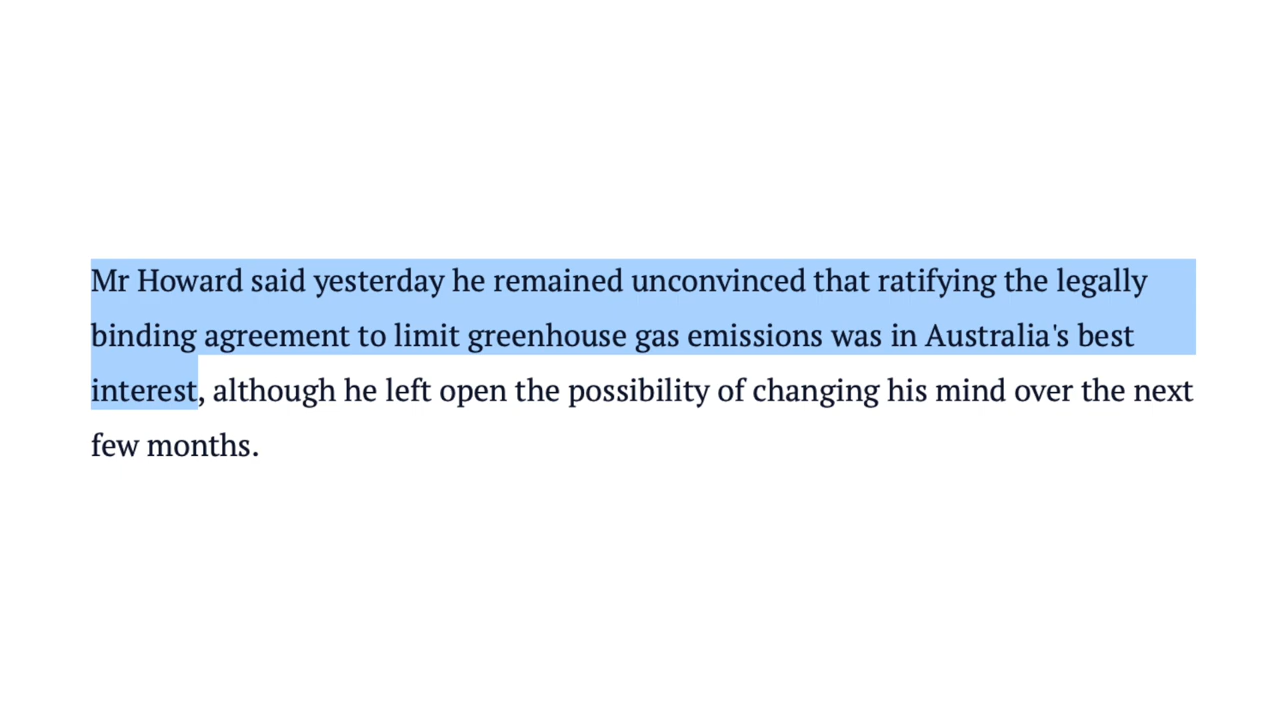 Mr Howard said yesterday he remained unconvinced that ratifying the legally
binding agreement to limit greenhouse gas emissions was in Australia's best
interest, although he left open the possibility of changing his mind over the next
few months.